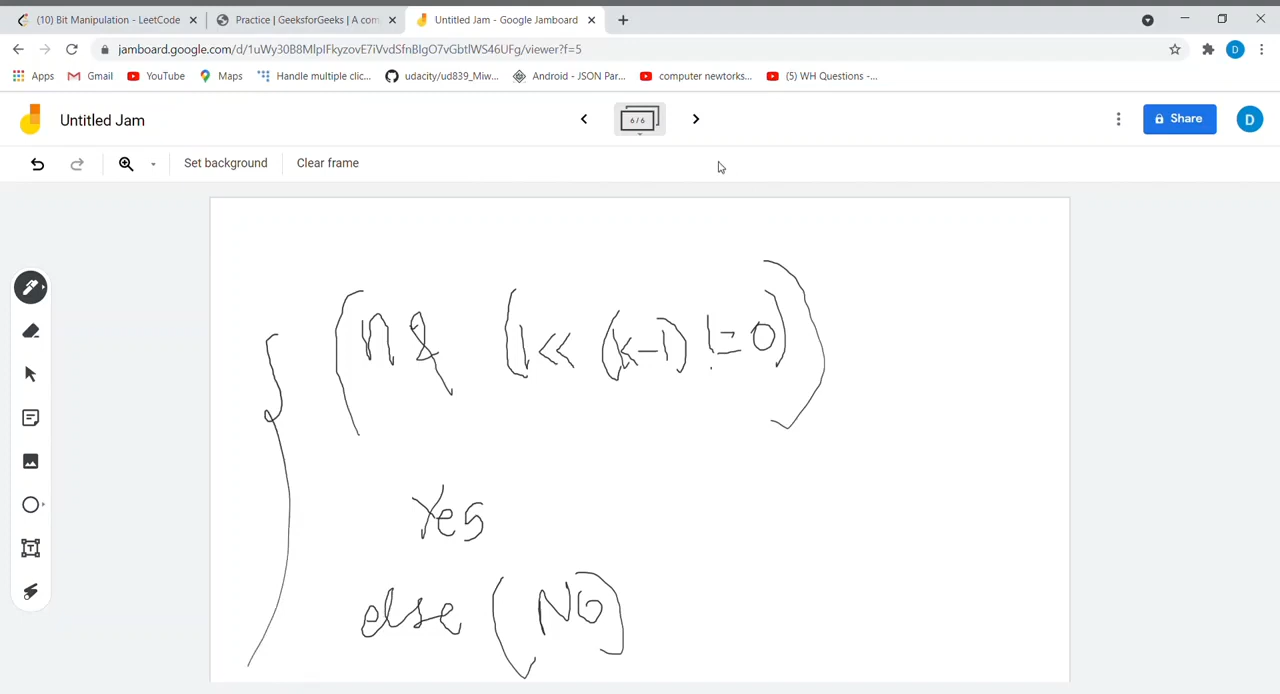 (10) Bit Manipulation - LeetCode
Practice | GeeksforGeeks | A com
Untitled Jam - Google Jamboard
jamboard.google.com/d/1uWy30B8MlpIFkyzovE7iVvdSfnBIgO7vGbtlWS46UFg/viewer?f=5
D
Apps Gmail YouTube Maps Handle multiple clic... udacity/ud839_Miw... Android - JSON Par... computer newtorks... (5) WH Questions -...
Untitled Jam
6/6
Share
D
Set background Clear frame
(n & (1<< (k-1) != 0))
Yes
else (No)